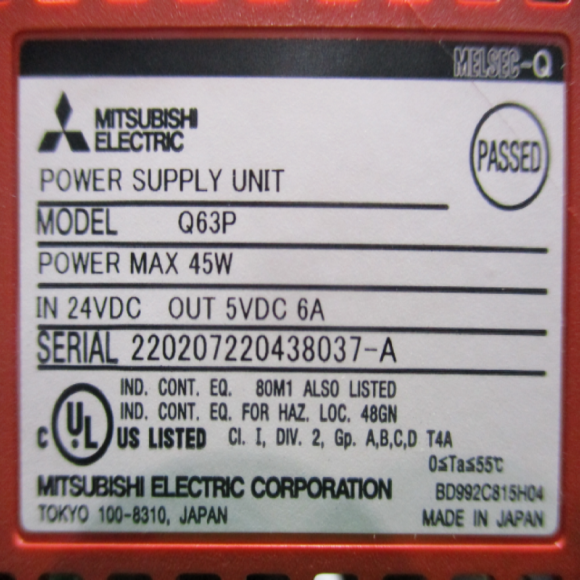 MELSEC-Q
MITSUBISHI
ELECTRIC
PASSED
POWER SUPPLY UNIT
MODEL Q63P
POWER MAX 45W
IN 24VDC OUT 5VDC 6A
SERIAL 220207220438037-A
IND. CONT. EQ. 80M1 ALSO LISTED
IND. CONT. EQ. FOR HAZ. LOC. 48GN
C UL US LISTED CI. I, DIV. 2, Gp. A,B,C,D T4A
0≤Ta≤55℃
MITSUBISHI ELECTRIC CORPORATION BD992C815H04
TOKYO 100-8310, JAPAN MADE IN JAPAN